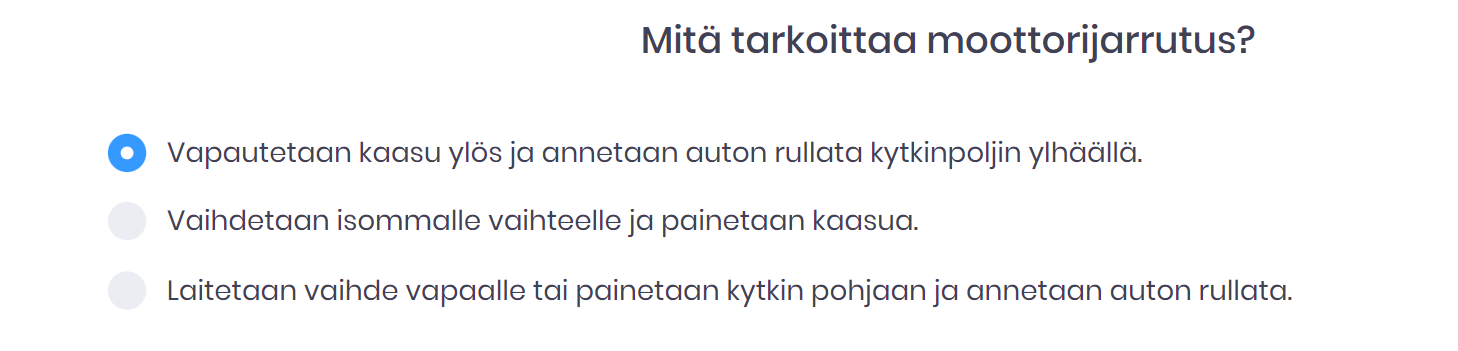 Mitä tarkoittaa moottorijarrutus?
Vapautetaan kaasu ylös ja annetaan auton rullata kytkinpoljin ylhäällä.
Vaihdetaan isommalle vaihteelle ja painetaan kaasua.
Laitetaan vaihde vapaalle tai painetaan kytkin pohjaan ja annetaan auton rullata.